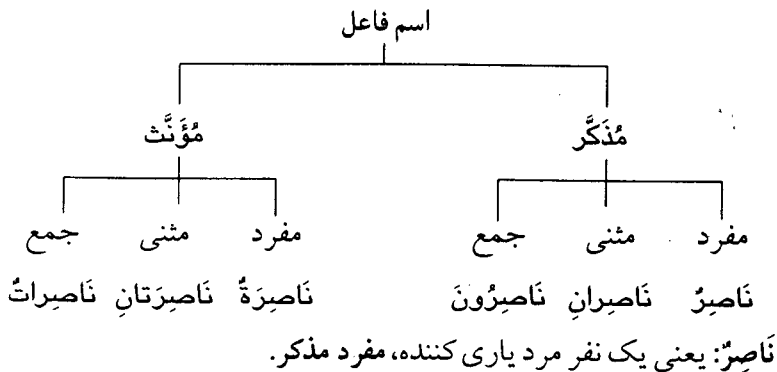 اسم فاعل
مُذَكَّر مُؤَنَّث
مفرد مثنی جمع مفرد مثنی جمع
نَاصِرٌ نَاصِرانِ نَاصِرُونَ نَاصِرَةٌ نَاصِرَتانِ نَاصِراتٌ
نَاصِرٌ: یعنی یک نفر مرد یاری کننده، مفرد مذکر.